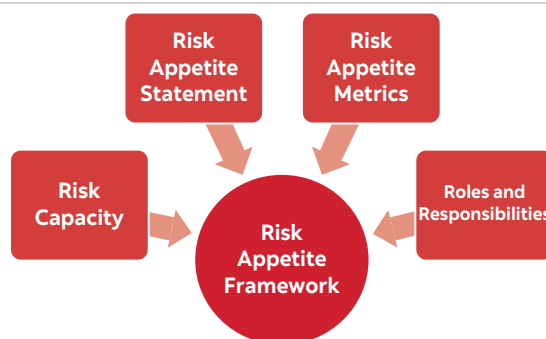 Risk
Appetite
Statement
Risk
Appetite
Metrics
Risk
Capacity
Roles and
Responsibilities
Risk
Appetite
Framework